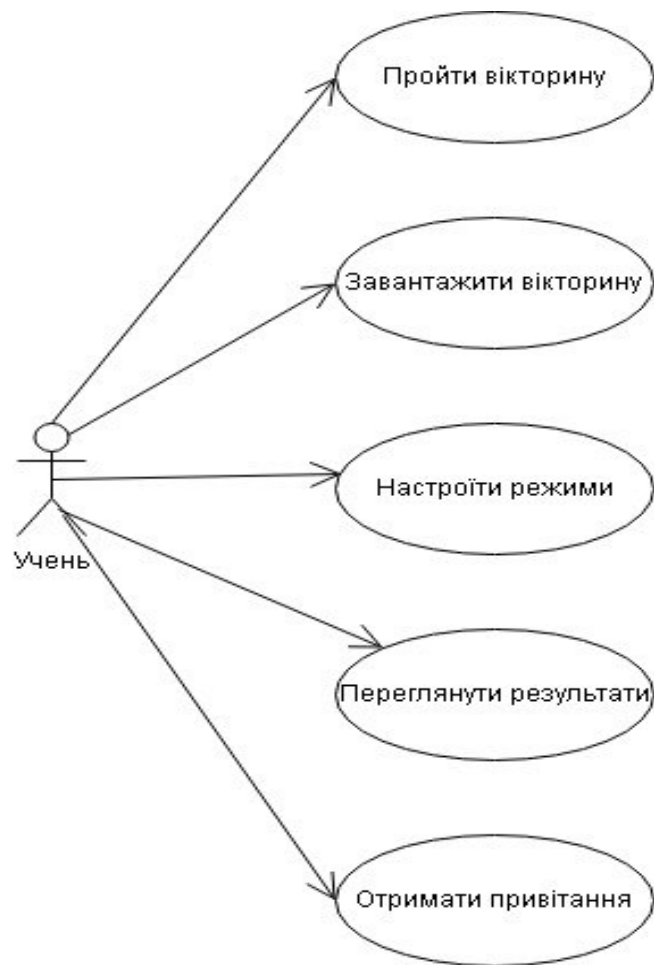 Пройти вікторину
Завантажити вікторину
Настроїти режими
Учень
Переглянути результати
Отримати привітання